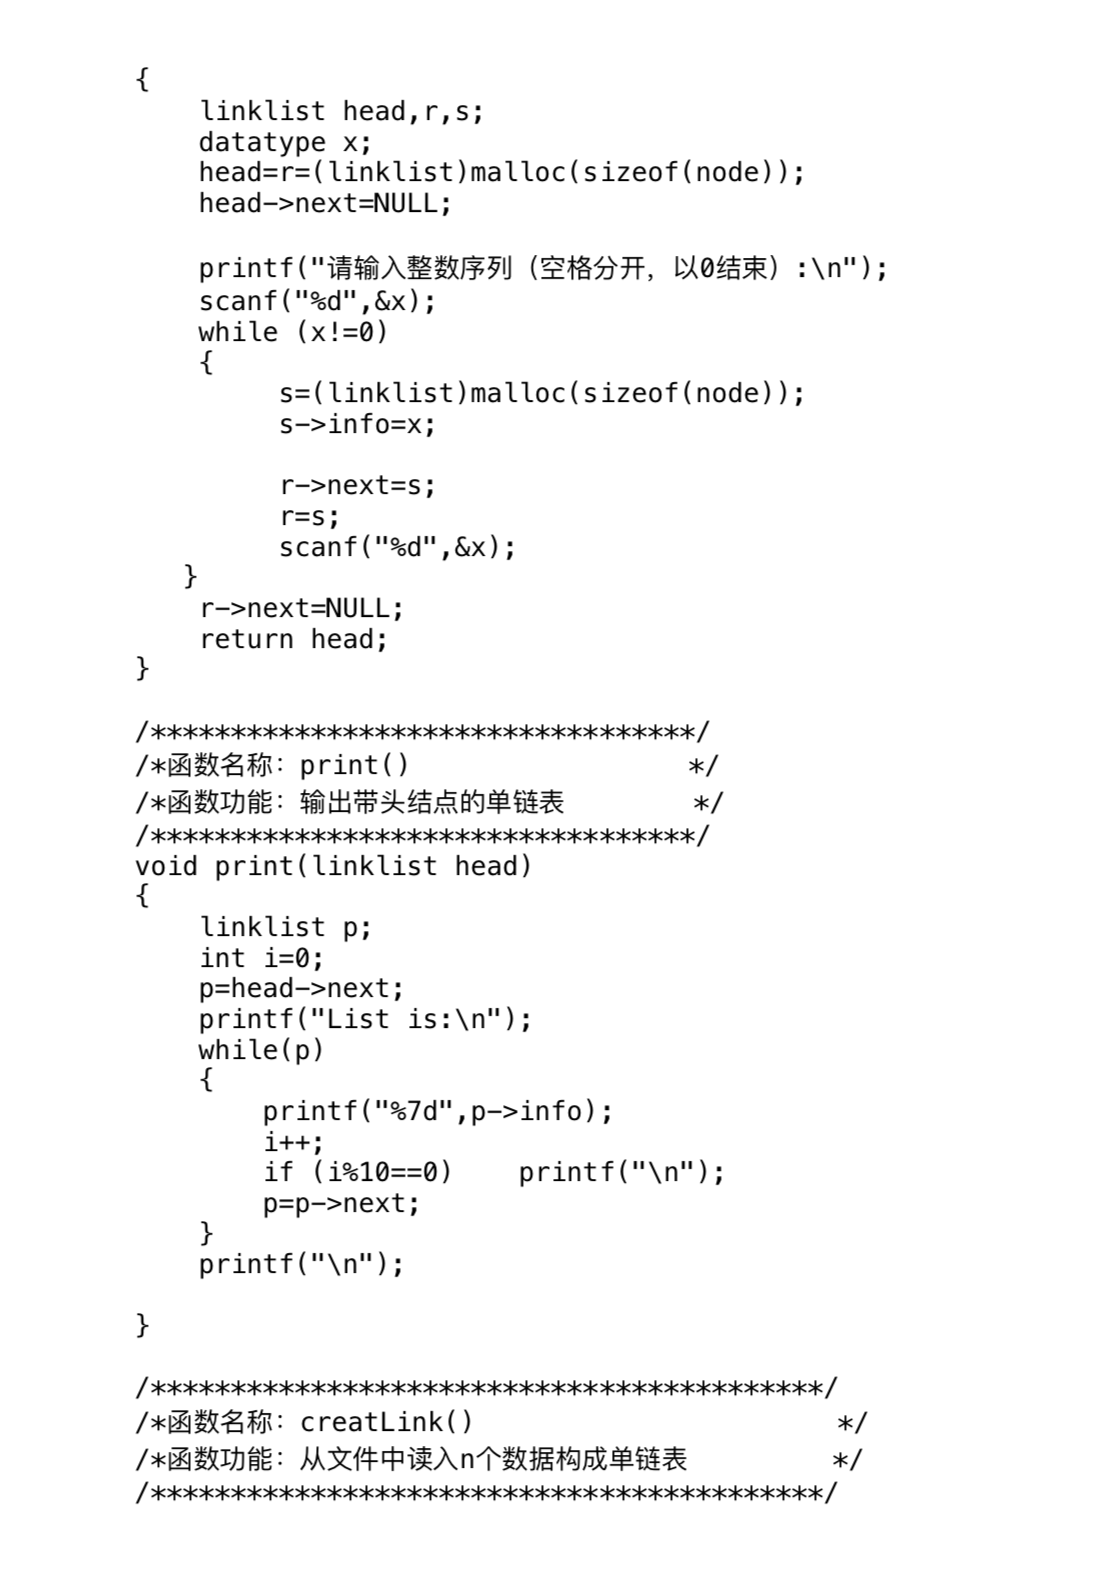 {
    linklist head,r,s;
    datatype x;
    head=r=(linklist)malloc(sizeof(node));
    head->next=NULL;

    printf("请输入整数序列（空格分开，以0结束）:\n");
    scanf("%d",&x);
    while (x!=0)
    {
         s=(linklist)malloc(sizeof(node));
         s->info=x;

         r->next=s;
         r=s;
         scanf("%d",&x);
   }
    r->next=NULL;
    return head;
}

/**********************************/
/*函数名称：print()                 */
/*函数功能：输出带头结点的单链表        */
/**********************************/
void print(linklist head)
{
    linklist p;
    int i=0;
    p=head->next;
    printf("List is:\n");
    while(p)
    {
        printf("%7d",p->info);
        i++;
        if (i%10==0)    printf("\n");
        p=p->next;
    }
    printf("\n");

}

/******************************************/
/*函数名称：creatLink()                       */
/*函数功能：从文件中读入n个数据构成单链表         */
/******************************************/